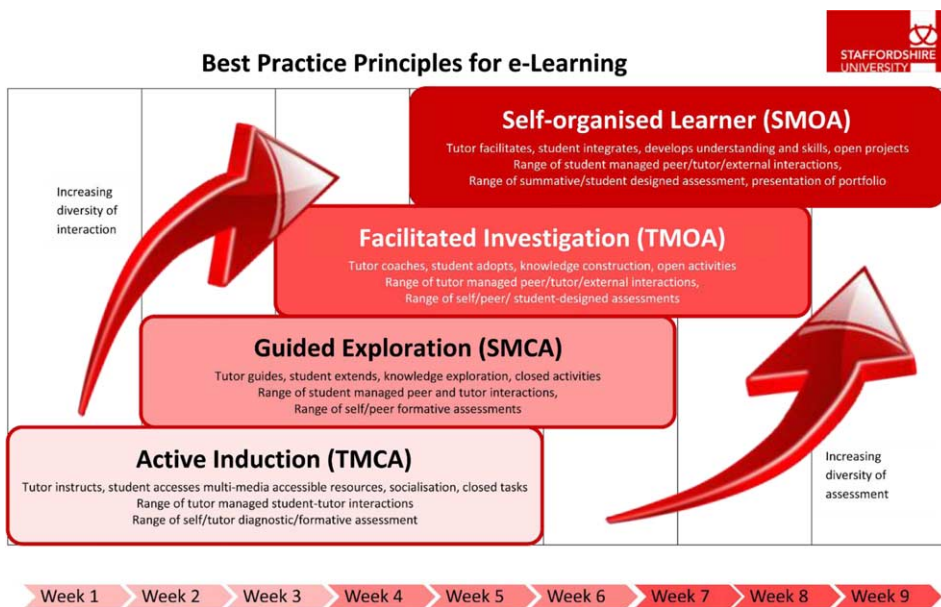 STAFFORDSHIRE
UNIVERSITY
Best Practice Principles for e-Learning
Self-organised Learner (SMOA)
Tutor facilitates, student integrates, develops understanding and skills, open projects
Range of student managed peer/tutor/external interactions,
Range of summative/student designed assessment, presentation of portfolio
Increasing
diversity of
interaction
Facilitated Investigation (TMOA)
Tutor coaches, student adopts, knowledge construction, open activities
Range of tutor managed peer/tutor/external interactions,
Range of self/peer/ student-designed assessments
Guided Exploration (SMCA)
Tutor guides, student extends, knowledge exploration, closed activities
Range of student managed peer and tutor interactions,
Range of self/peer formative assessments
Active Induction (TMCA)
Tutor instructs, student accesses multi-media accessible resources, socialisation, closed tasks
Range of tutor managed student-tutor interactions
Range of self/tutor diagnostic/formative assessment
Increasing
diversity of
assessment
Week 1 Week 2 Week 3 Week 4 Week 5 Week 6 Week 7 Week 8 Week 9